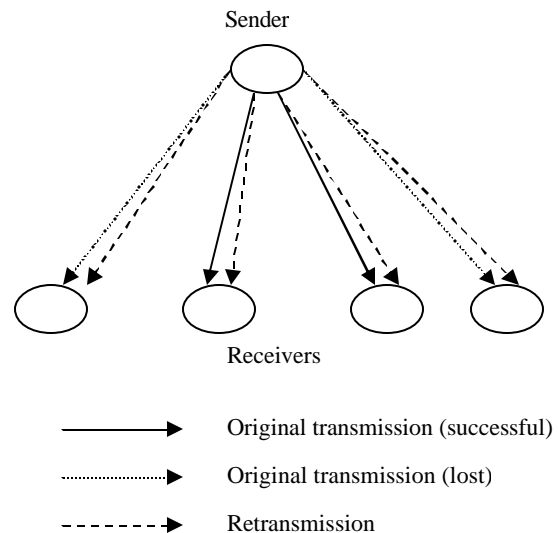 Sender
Receivers
Original transmission (successful)
Original transmission (lost)
Retransmission